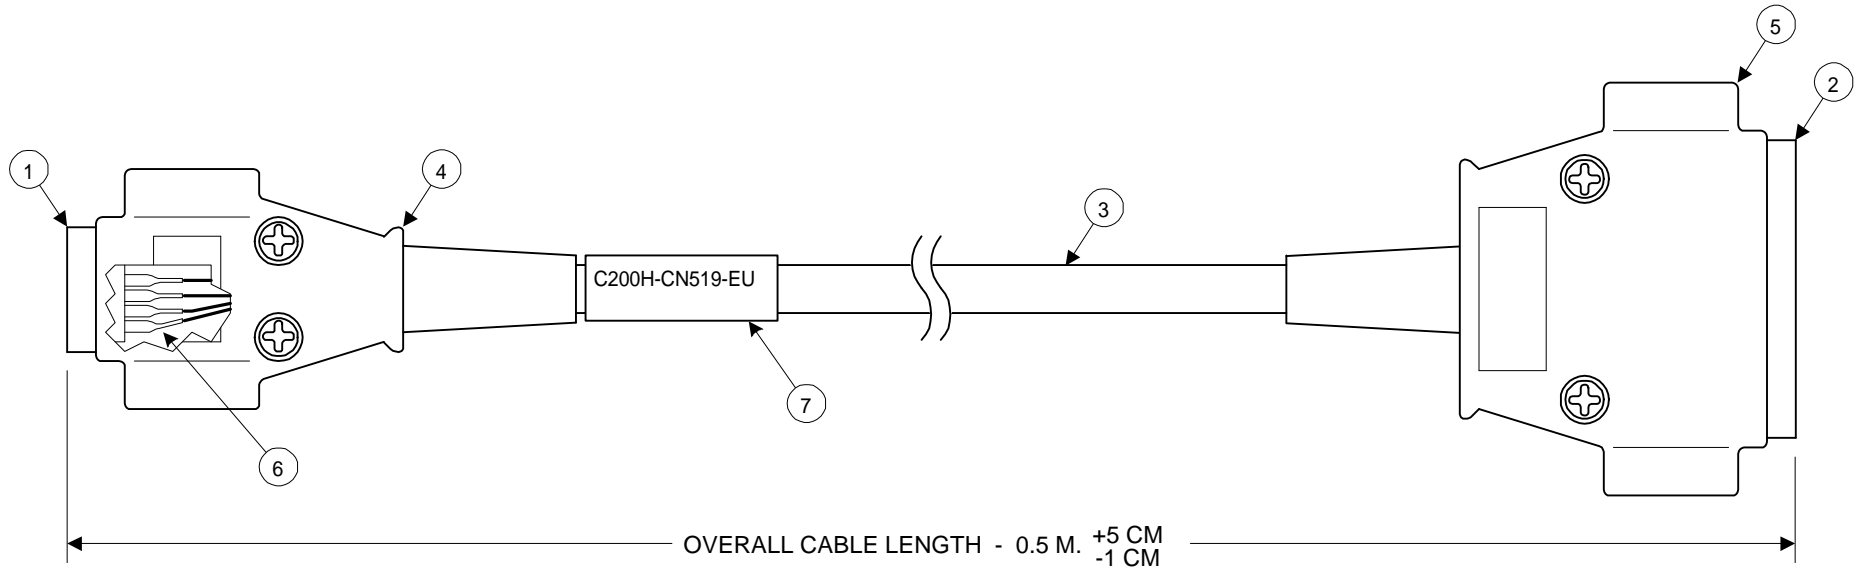 5
2
1
4
3
C200H-CN519-EU
7
6
OVERALL CABLE LENGTH - 0.5 M. +5 CM
-1 CM